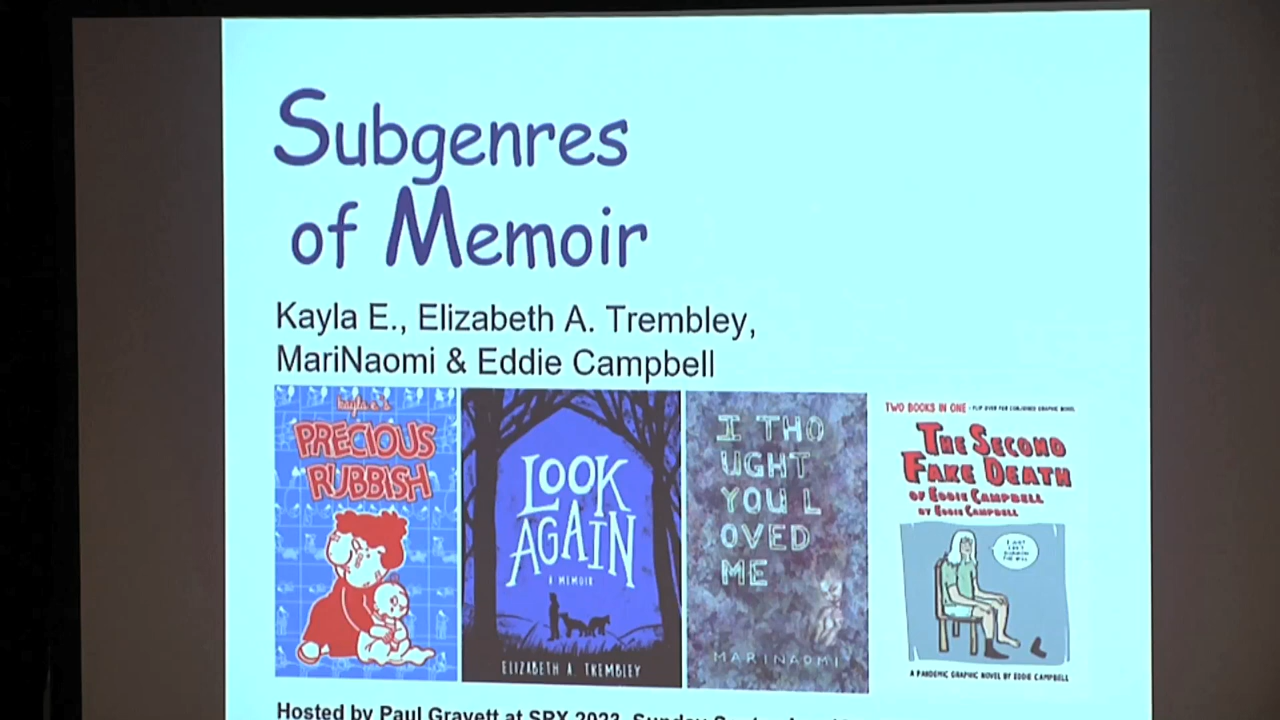 Subgenres
of Memoir
Kayla E., Elizabeth A. Trembley,
MariNaomi & Eddie Campbell
kayla e.'s
PRECIOUS
RUBBISH
LOOK
AGAIN
A MEMOIR
ELIZABETH A. TREMBLEY
I THO
UGHT
YOU L
OVED
ME
MARINAOMI
TWO BOOKS IN ONE
THE SECOND
FAKE DEATH
OF EDDIE CAMPBELL
BY EDDIE CAMPBELL
I JUST
A PANDEMIC GRAPHIC NOVEL BY EDDIE CAMPBELL
Hosted by Paul Gravett at SPX 2023, Sunday